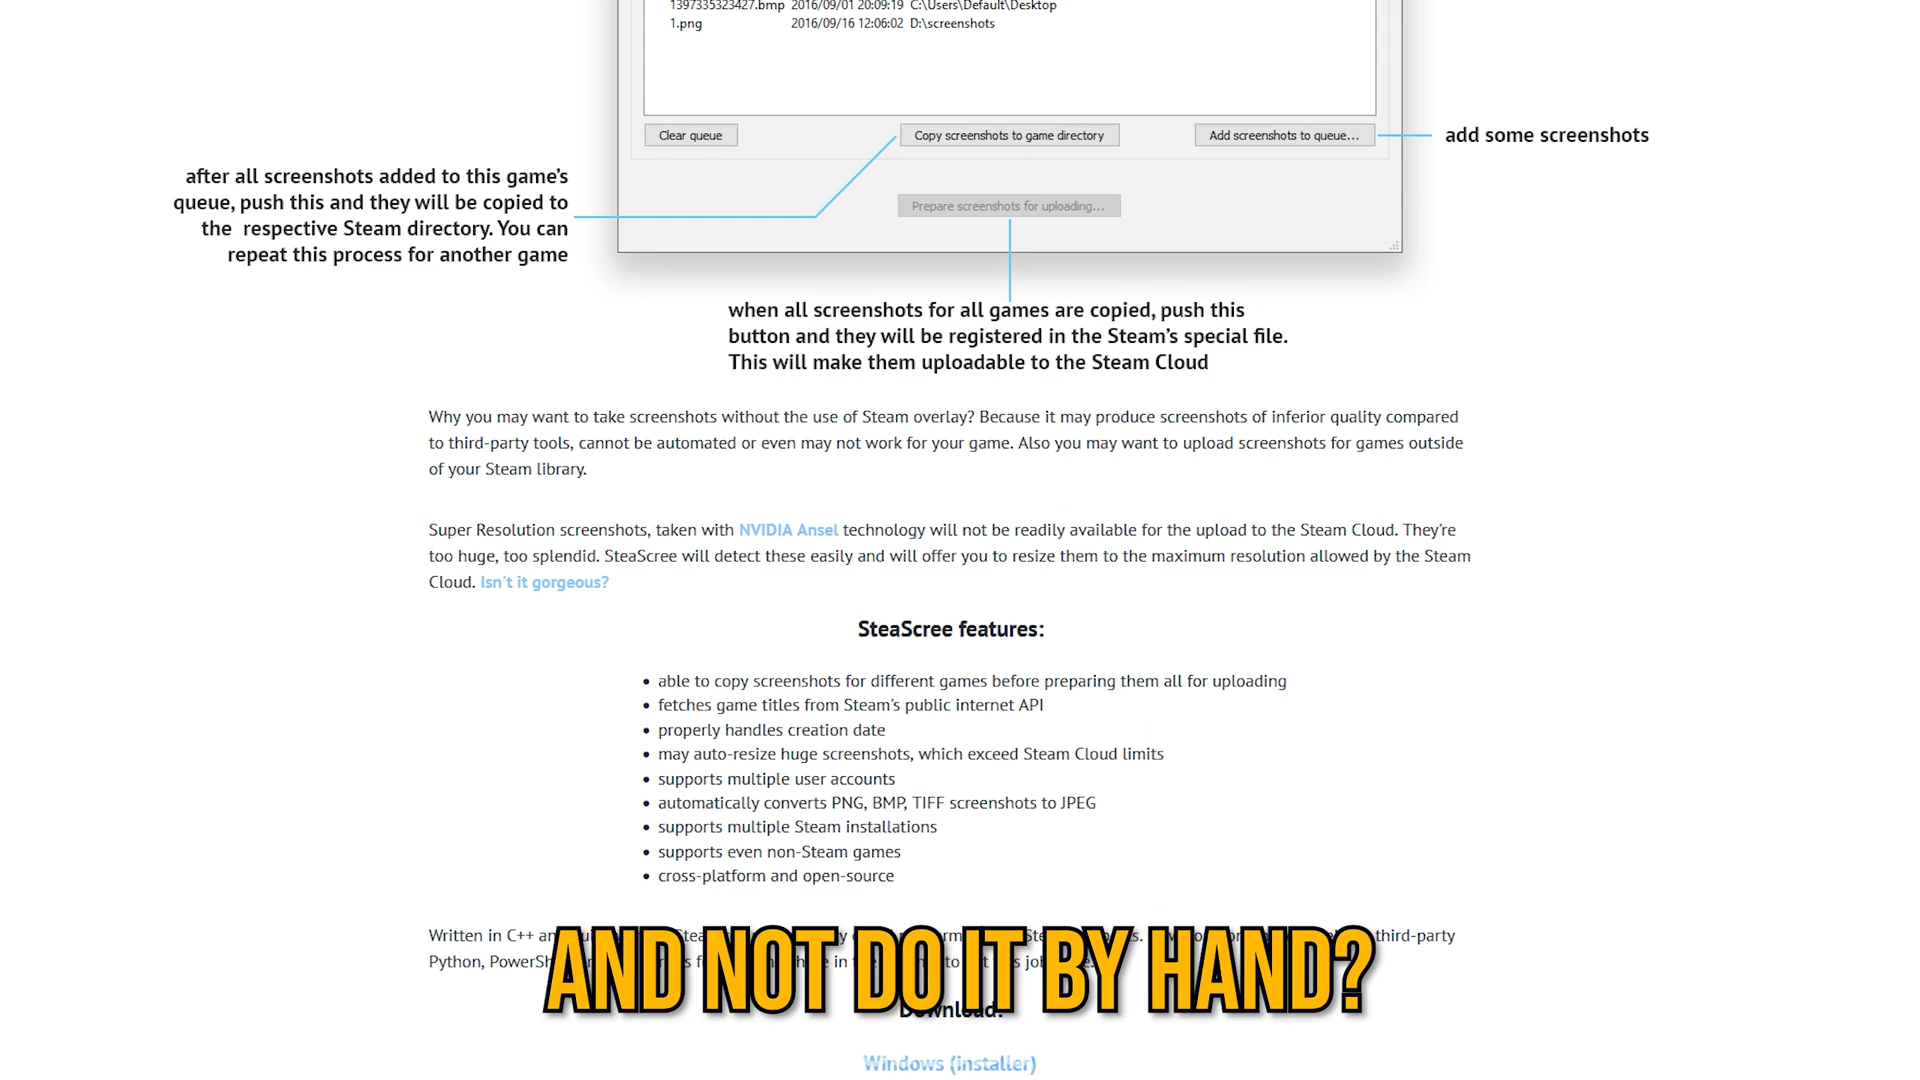 1397335323427.bmp 2016/09/01 20:09:19 C:\Users\Default\Desktop
1.png 2016/09/16 12:06:02 D:\screenshots
Clear queue
Copy screenshots to game directory
Add screenshots to queue...
add some screenshots
after all screenshots added to this game's
queue, push this and they will be copied to
the respective Steam directory. You can
repeat this process for another game
Prepare screenshots for uploading...
when all screenshots for all games are copied, push this
button and they will be registered in the Steam's special file.
This will make them uploadable to the Steam Cloud
Why you may want to take screenshots without the use of Steam overlay? Because it may produce screenshots of inferior quality compared
to third-party tools, cannot be automated or even may not work for your game. Also you may want to upload screenshots for games outside
of your Steam library.
Super Resolution screenshots, taken with NVIDIA Ansel technology will not be readily available for the upload to the Steam Cloud. They're
too huge, too splendid. SteaScree will detect these easily and will offer you to resize them to the maximum resolution allowed by the Steam
Cloud. Isn't it gorgeous?
SteaScree features:
• able to copy screenshots for different games before preparing them all for uploading
• fetches game titles from Steam's public internet API
• properly handles creation date
• may auto-resize huge screenshots, which exceed Steam Cloud limits
• supports multiple user accounts
• automatically converts PNG, BMP, TIFF screenshots to JPEG
• supports multiple Steam installations
• supports even non-Steam games
• cross-platform and open-source
Written in C++ third-party
Python,
AND NOT DO IT BY HAND?
Download:
Windows (installer)